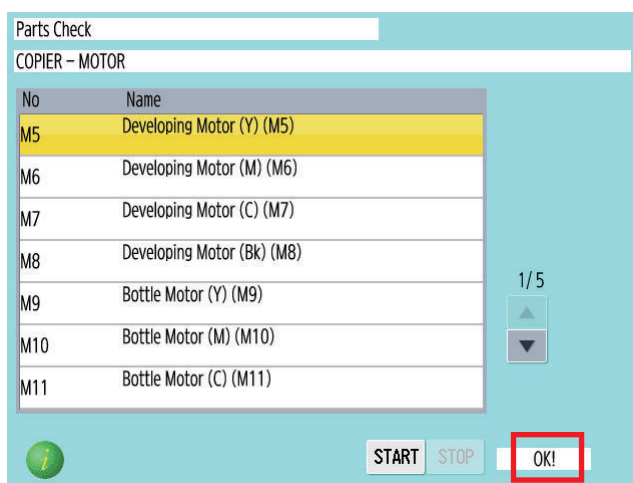 Parts Check
COPIER – MOTOR
No Name
M5 Developing Motor (Y) (M5)
M6 Developing Motor (M) (M6)
M7 Developing Motor (C) (M7)
M8 Developing Motor (Bk) (M8)
M9 Bottle Motor (Y) (M9)
M10 Bottle Motor (M) (M10)
M11 Bottle Motor (C) (M11)
1/5
START STOP OK!